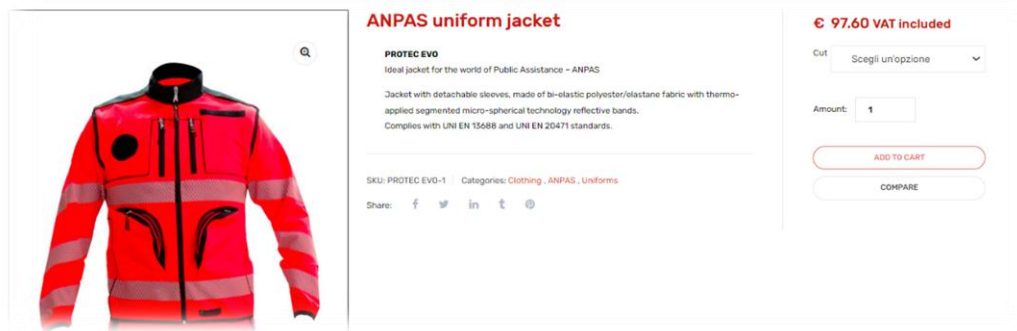 ANPAS uniform jacket
PROTEC EVO
Ideal jacket for the world of Public Assistance – ANPAS
Jacket with detachable sleeves, made of bi-elastic polyester/elastane fabric with thermo-
applied segmented micro-spherical technology reflective bands.
Complies with UNI EN 13688 and UNI EN 20471 standards.
SKU: PROTEC EVO-1 Categories: Clothing , ANPAS , Uniforms
Share:
€ 97.60 VAT included
Cut Scegli un'opzione
Amount: 1
ADD TO CART
COMPARE